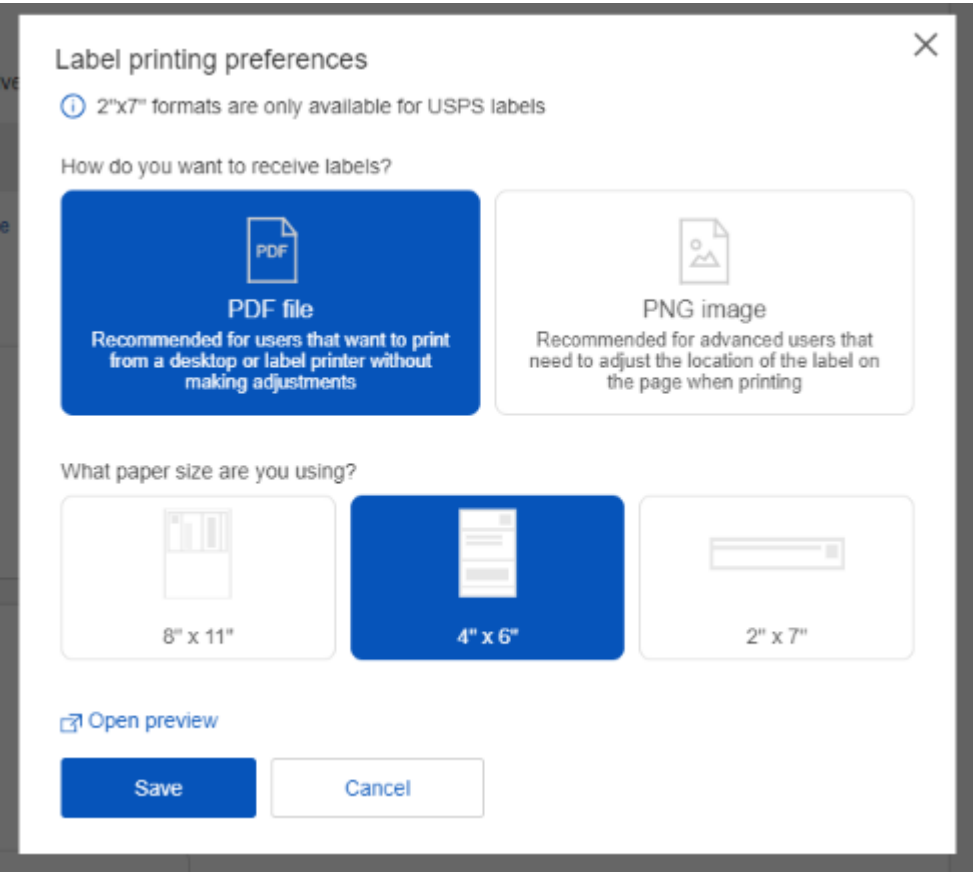 Label printing preferences
2"x7" formats are only available for USPS labels
How do you want to receive labels?
PDF
PDF file
Recommended for users that want to print
from a desktop or label printer without
making adjustments
PNG image
Recommended for advanced users that
need to adjust the location of the label on
the page when printing
What paper size are you using?
8" x 11"
4" x 6"
2" x 7"
Open preview
Save
Cancel